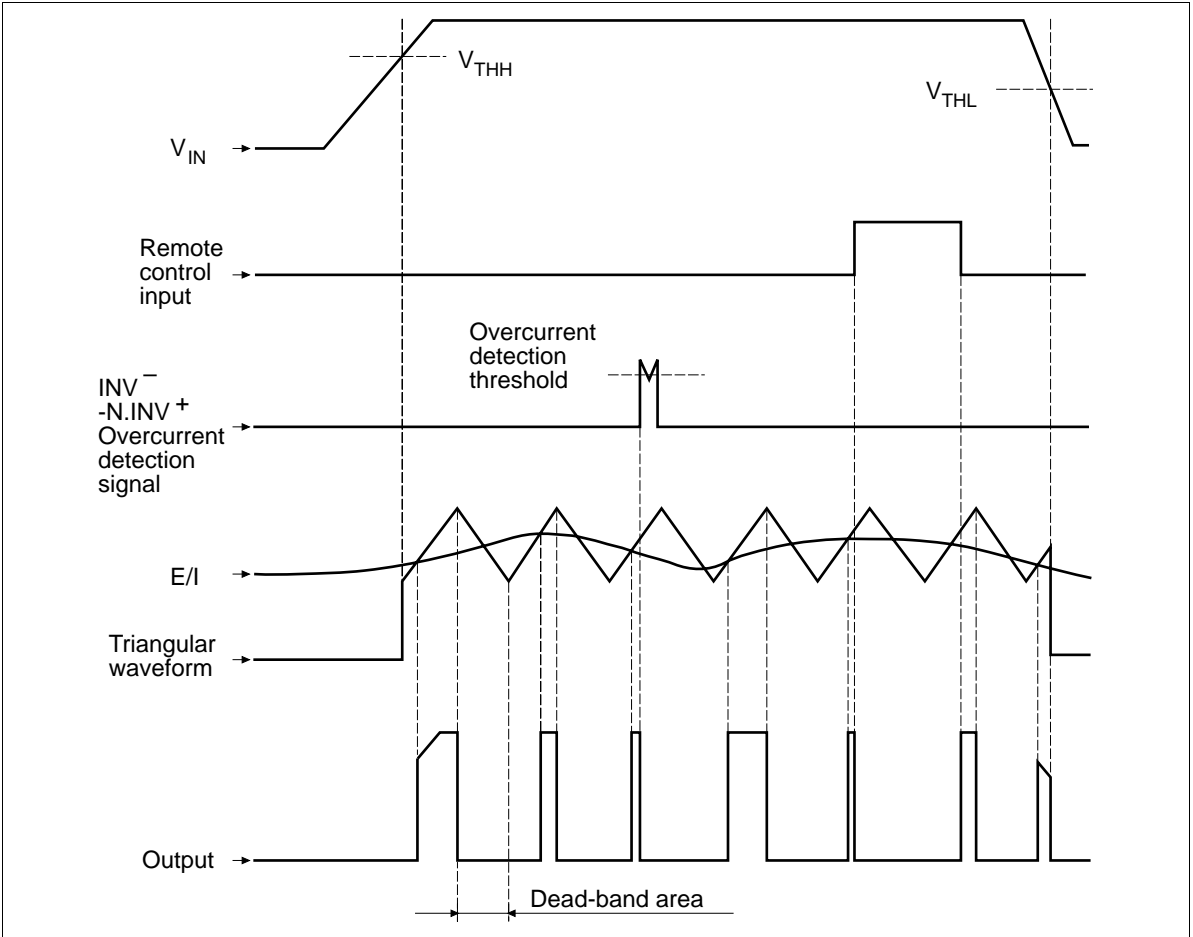 V_THH
V_THL
V_IN
Remote
control
input
Overcurrent
detection
threshold
INV −
-N.INV +
Overcurrent
detection
signal
E/I
Triangular
waveform
Output
Dead-band area